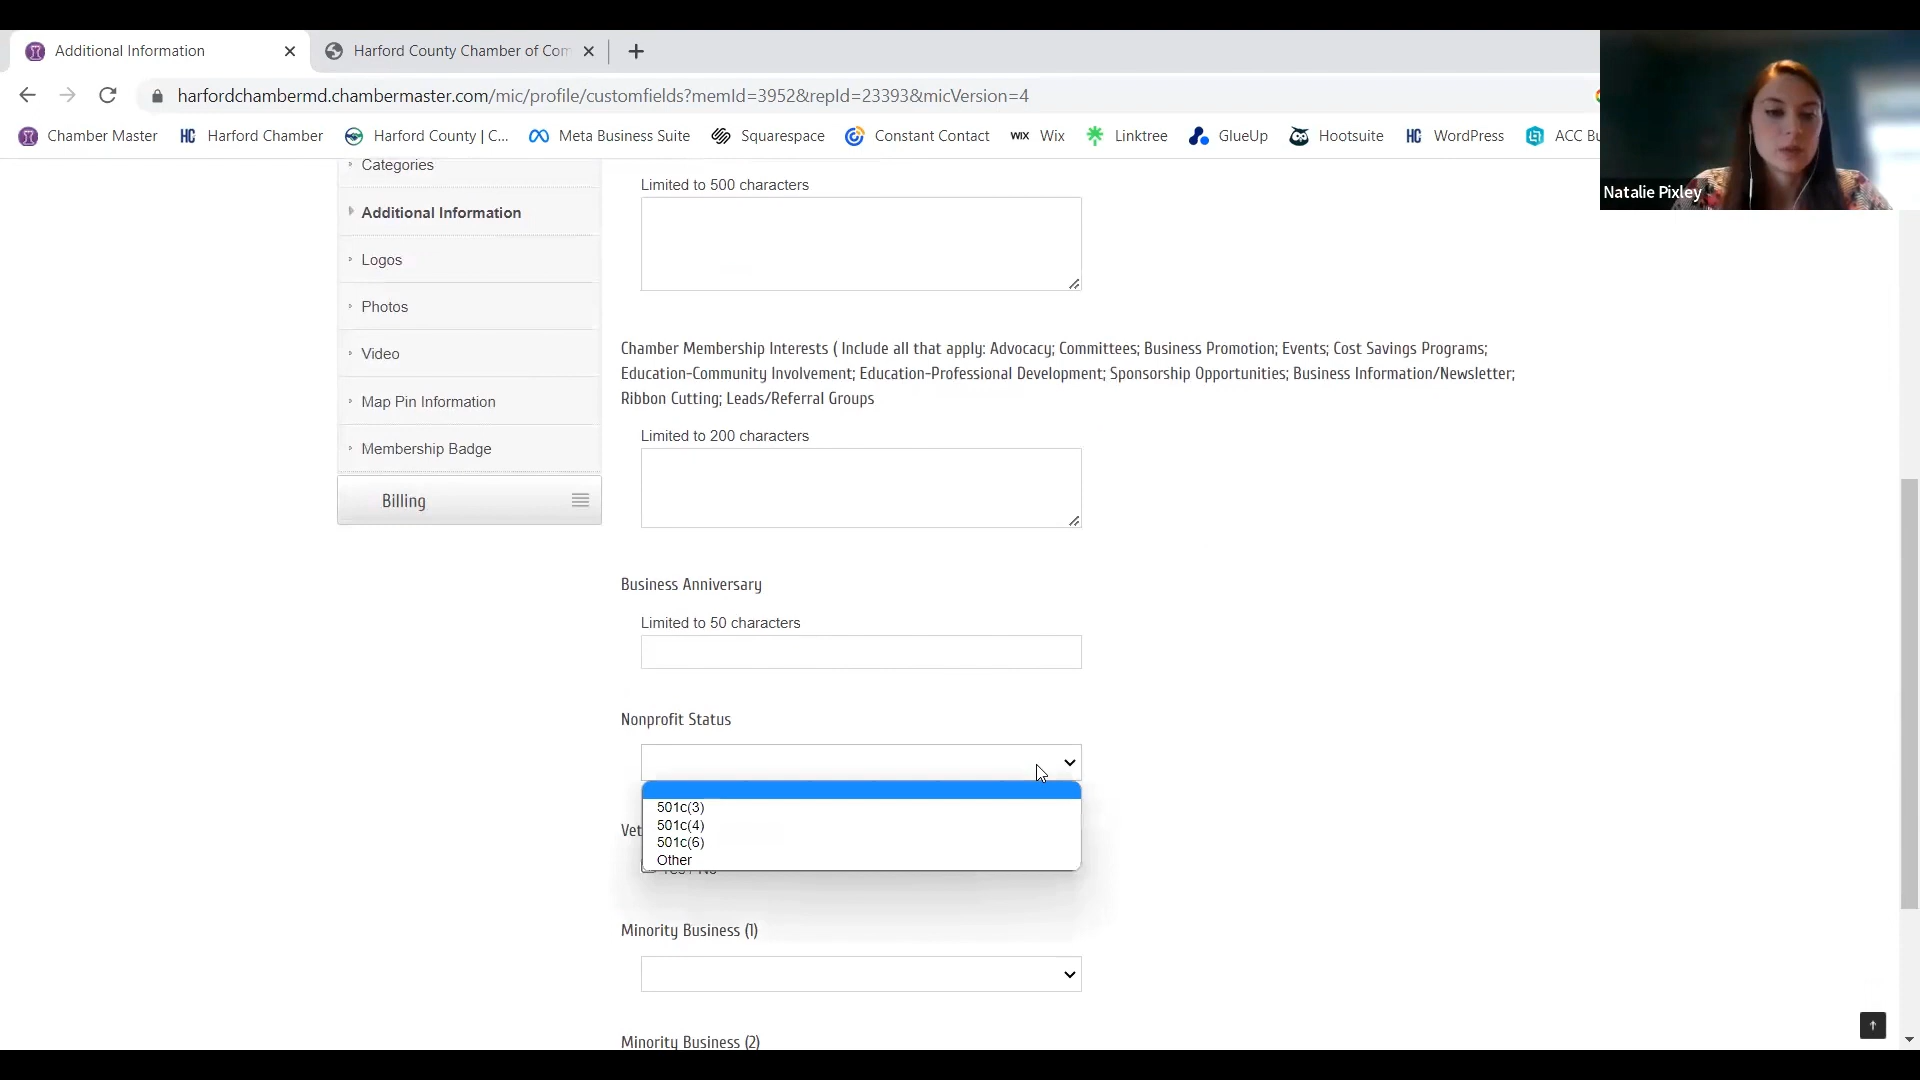 Additional Information
Harford County Chamber of Com
harfordchambermd.chambermaster.com/mic/profile/customfields?memId=3952&repId=23393&micVersion=4
Chamber Master
HC Harford Chamber
Harford County | C...
Meta Business Suite
Squarespace
Constant Contact
WIX Wix
Linktree
GlueUp
Hootsuite
HC WordPress
ACC Bu
Natalie Pixley
Categories
Additional Information
Logos
Photos
Video
Map Pin Information
Membership Badge
Billing
Limited to 500 characters
Chamber Membership Interests ( Include all that apply: Advocacy; Committees; Business Promotion; Events; Cost Savings Programs;
Education-Community Involvement; Education-Professional Development; Sponsorship Opportunities; Business Information/Newsletter;
Ribbon Cutting; Leads/Referral Groups
Limited to 200 characters
Business Anniversary
Limited to 50 characters
Nonprofit Status
501c(3)
501c(4)
501c(6)
Other
Vet
Minority Business (1)
Minority Business (2)